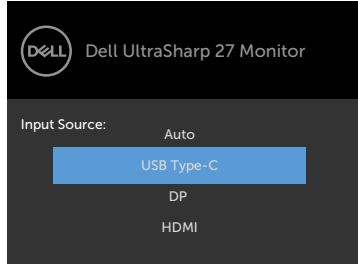 DELL
Dell UltraSharp 27 Monitor
Input Source:
Auto
USB Type-C
DP
HDMI